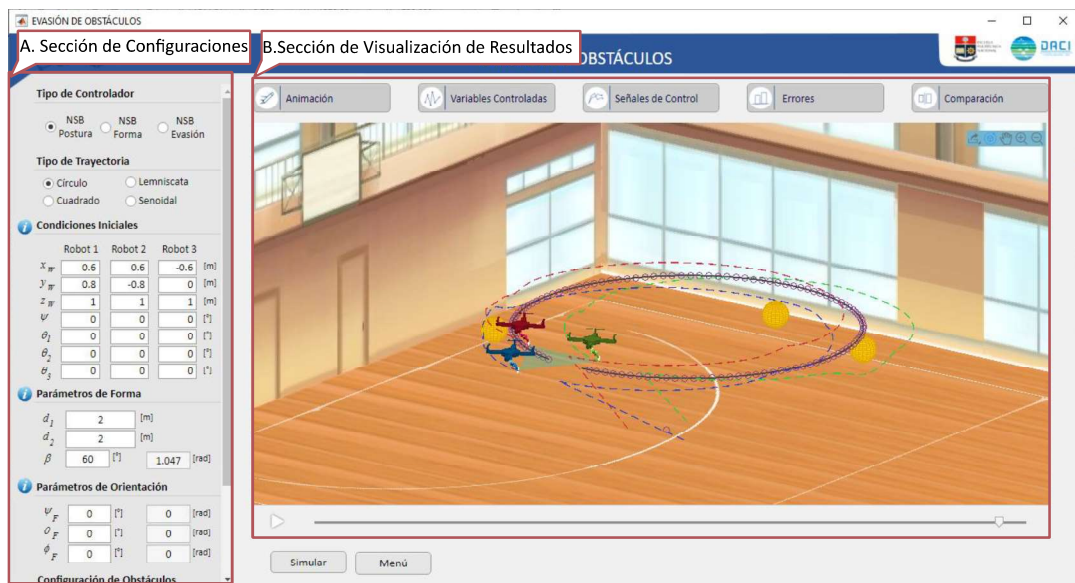 EVASIÓN DE OBSTÁCULOS
A. Sección de Configuraciones
B.Sección de Visualización de Resultados
OBSTÁCULOS
DACI
Tipo de Controlador
NSB Postura NSB Forma NSB Evasión
Tipo de Trayectoria
Círculo Lemniscata
Cuadrado Senoidal
Condiciones Iniciales
Robot 1 Robot 2 Robot 3
x W 0.6 0.6 -0.6 [m]
y W 0.8 -0.8 0 [m]
z W 1 1 1 [m]
Ψ 0 0 0 [°]
θ1 0 0 0 [°]
θ2 0 0 0 [°]
θ3 0 0 0 [°]
Parámetros de Forma
d1 2 [m]
d2 2 [m]
β 60 [°] 1.047 [rad]
Parámetros de Orientación
Ψ F 0 [°] 0 [rad]
θ F 0 [°] 0 [rad]
ϕ F 0 [°] 0 [rad]
Configuración de Obstáculos
Animación Variables Controladas Señales de Control Errores Comparación
Simular Menú